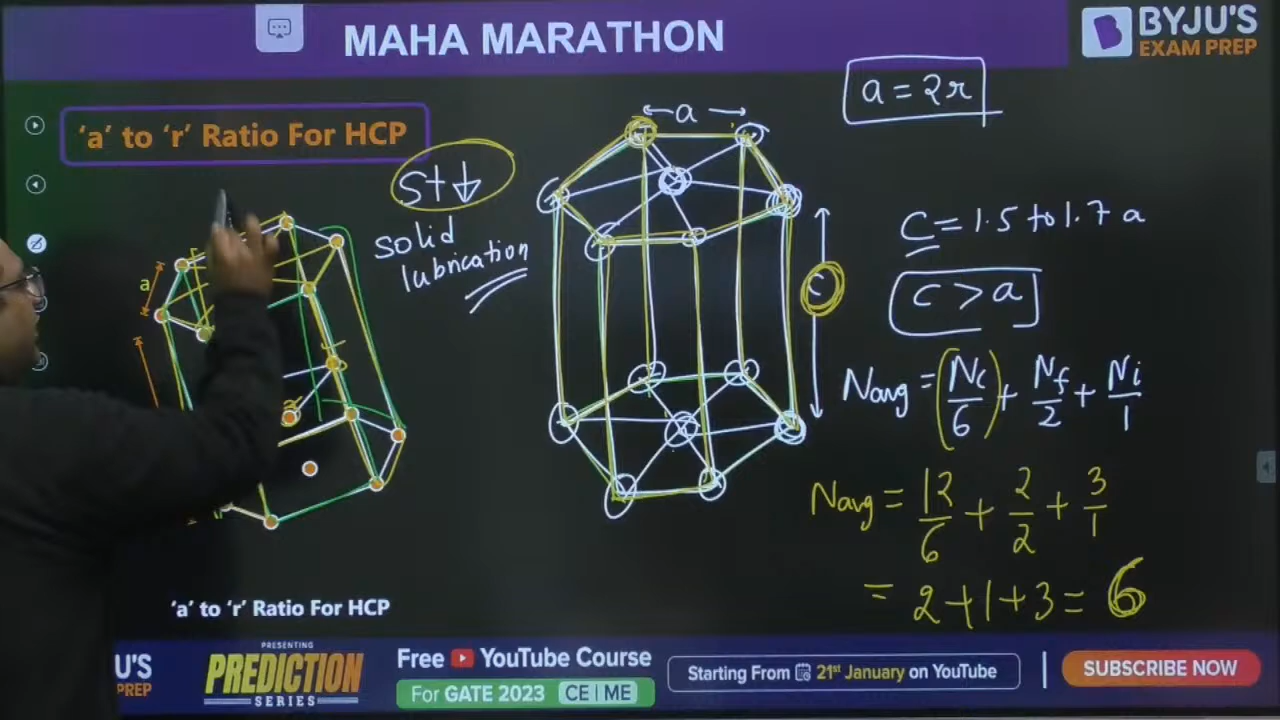 MAHA MARATHON
BYJU'S
EXAM PREP
'a' to 'r' Ratio For HCP
a = 2r
a
a
St↓
solid
lubrication
c
C = 1.5 to 1.7 a
C > a
Navg = (Nc/6) + Nf/2 + Ni/1
Navg = 12/6 + 2/2 + 3/1
= 2+1+3 = 6
'a' to 'r' Ratio For HCP
U'S
PREP
PRESENTING
PREDICTION
SERIES
Free YouTube Course
For GATE 2023 CE | ME
Starting From 21st January on YouTube
SUBSCRIBE NOW